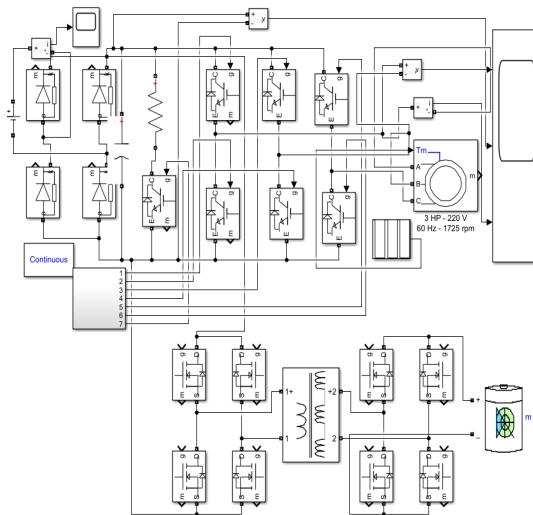 + - v
+ i -
+ - v
+ i -
m
m
C g
C g
C g
E m
E m
E m
Tm
A
B
C
m
3 HP - 220 V
60 Hz - 1725 rpm
C g
E m
C g
E m
C g
E m
C g
E m
Continuous
1
2
3
4
5
6
7
g D
g D
g D
g D
m S
m S
m S
m S
1+
+2
1
2
+
_
m
g D
g D
g D
g D
m S
m S
m S
m S